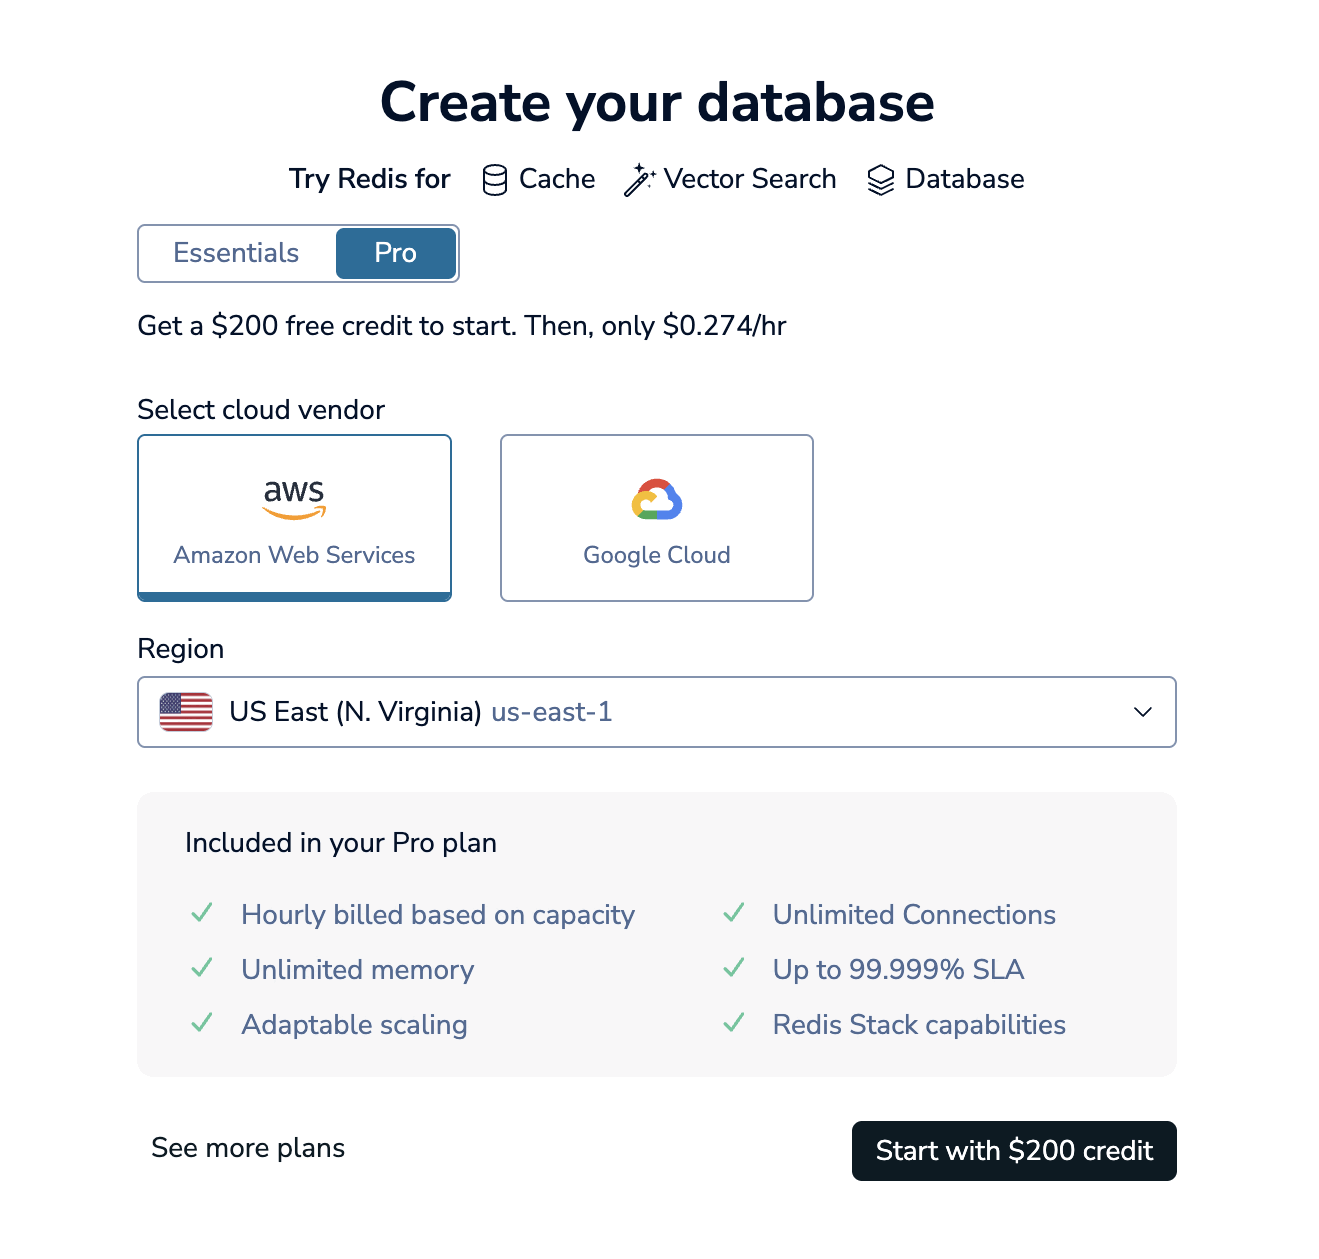 Create your database
Try Redis for Cache Vector Search Database
Essentials Pro
Get a $200 free credit to start. Then, only $0.274/hr
Select cloud vendor
aws
Amazon Web Services Google Cloud
Region
US East (N. Virginia) us-east-1
Included in your Pro plan
Hourly billed based on capacity Unlimited Connections
Unlimited memory Up to 99.999% SLA
Adaptable scaling Redis Stack capabilities
See more plans Start with $200 credit